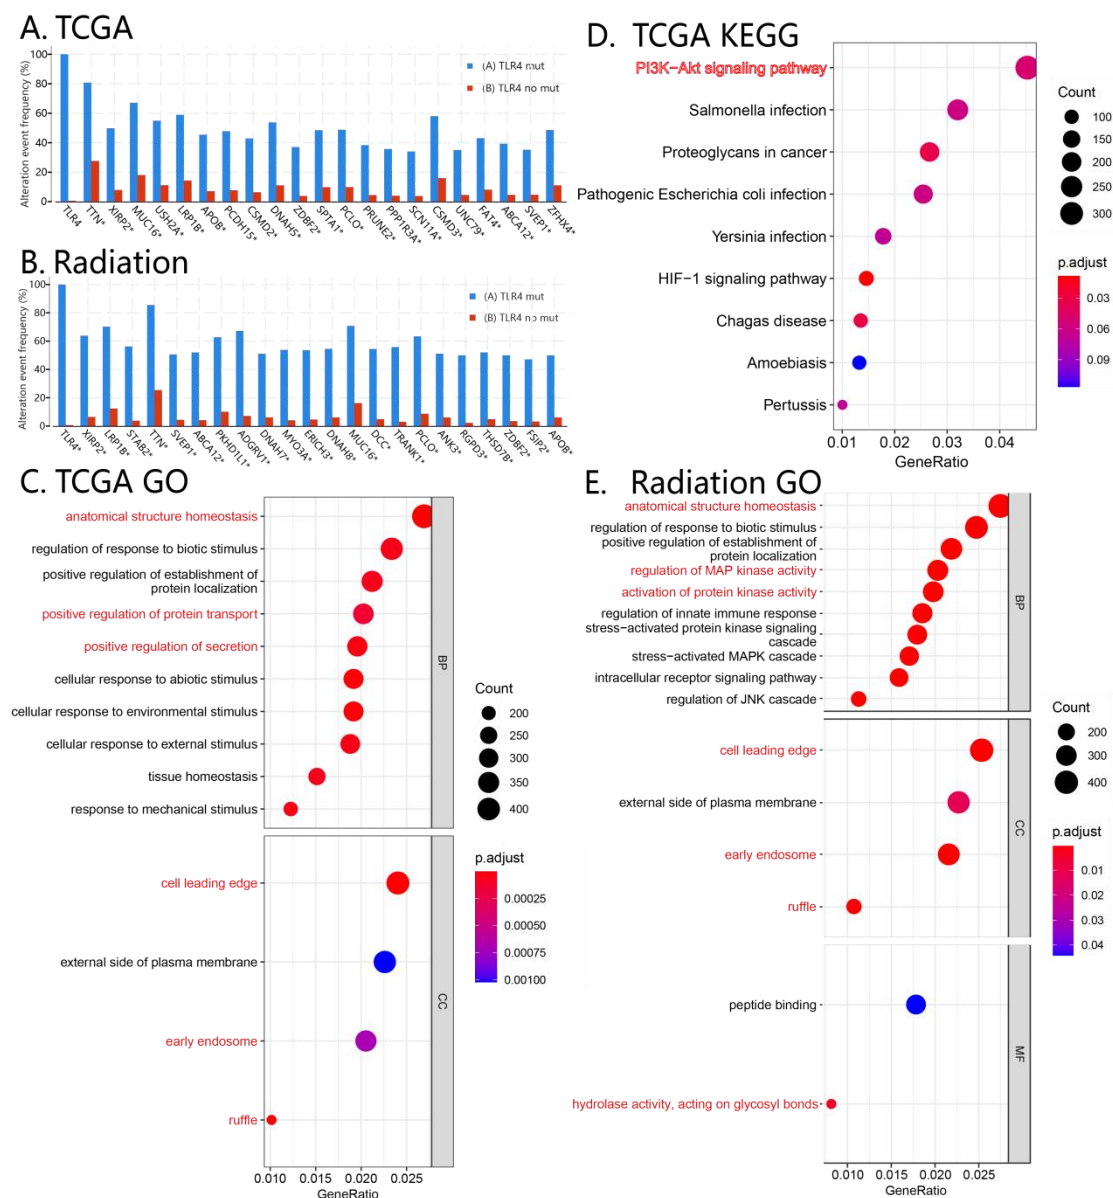 A. TCGA
Alteration event frequency (%)
100
80
60
40
20
0
(A) TLR4 mut
(B) TLR4 no mut
TLR4
TTN*
XIRP2*
MUC16*
USH2A*
LRP1B*
APOB*
PCDH15*
CSMD2*
DNAH5*
ZDBF2*
SPTA1*
PCLO*
PRUNE2*
PPP1R3A*
SCN11A*
CSMD3*
UNC79*
FAT4*
ABCA12*
SVEP1*
ZFHX4*
B. Radiation
Alteration event frequency (%)
100
80
60
40
20
0
(A) TLR4 mut
(B) TLR4 no mut
TLR4*
XIRP2*
LRP1B*
STAB2*
TTN*
SVEP1*
ABCA12*
PKHD1L1*
ADGRV1*
DNAH7*
MYO3A*
ERICH3*
DNAH8*
MUC16*
DCC*
TRANK1*
PCLO*
ANK3*
RGPD3*
THSD7B*
ZDBF2*
FSIP2*
APOB*
C. TCGA GO
anatomical structure homeostasis
regulation of response to biotic stimulus
positive regulation of establishment of
protein localization
positive regulation of protein transport
positive regulation of secretion
cellular response to abiotic stimulus
cellular response to environmental stimulus
cellular response to external stimulus
tissue homeostasis
response to mechanical stimulus
BP
cell leading edge
external side of plasma membrane
early endosome
ruffle
CC
0.010
0.015
0.020
0.025
GeneRatio
Count
200
250
300
350
400
p.adjust
0.00025
0.00050
0.00075
0.00100
D. TCGA KEGG
PI3K−Akt signaling pathway
Salmonella infection
Proteoglycans in cancer
Pathogenic Escherichia coli infection
Yersinia infection
HIF−1 signaling pathway
Chagas disease
Amoebiasis
Pertussis
0.01
0.02
0.03
0.04
GeneRatio
Count
100
150
200
250
300
p.adjust
0.03
0.06
0.09
E. Radiation GO
anatomical structure homeostasis
regulation of response to biotic stimulus
positive regulation of establishment of
protein localization
regulation of MAP kinase activity
activation of protein kinase activity
regulation of innate immune response
stress−activated protein kinase signaling
cascade
stress−activated MAPK cascade
intracellular receptor signaling pathway
regulation of JNK cascade
BP
cell leading edge
external side of plasma membrane
early endosome
ruffle
CC
peptide binding
hydrolase activity, acting on glycosyl bonds
MF
0.010
0.015
0.020
0.025
GeneRatio
Count
200
300
400
p.adjust
0.01
0.02
0.03
0.04